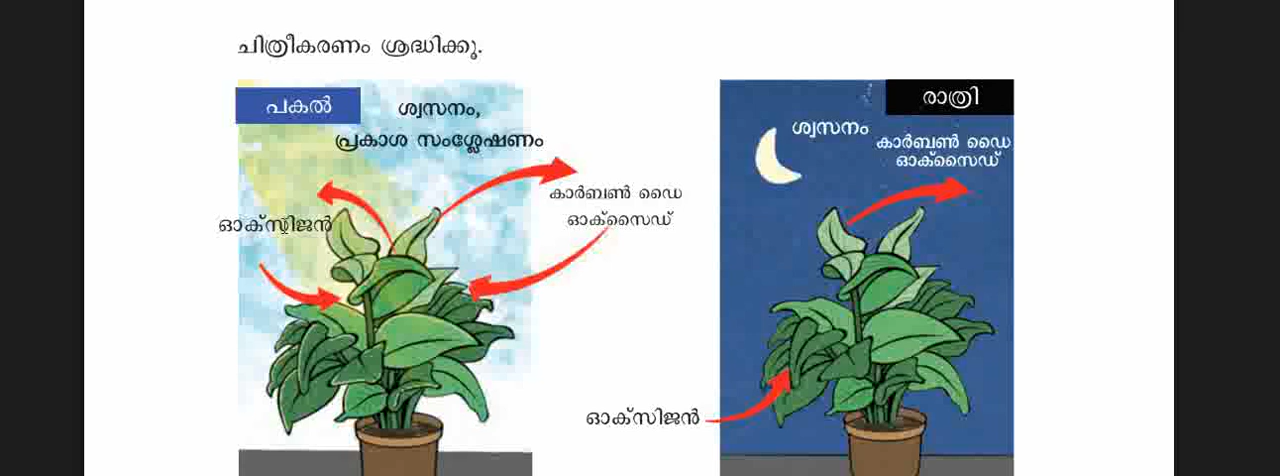 ചിത്രീകരണം ശ്രദ്ധിക്കൂ.
പകൽ
ശ്വസനം,
പ്രകാശ സംശ്ലേഷണം
കാർബൺ ഡൈ
ഓക്സൈഡ്
ഓക്സിജൻ
രാത്രി
ശ്വസനം
കാർബൺ ഡൈ
ഓക്സൈഡ്
ഓക്സിജൻ